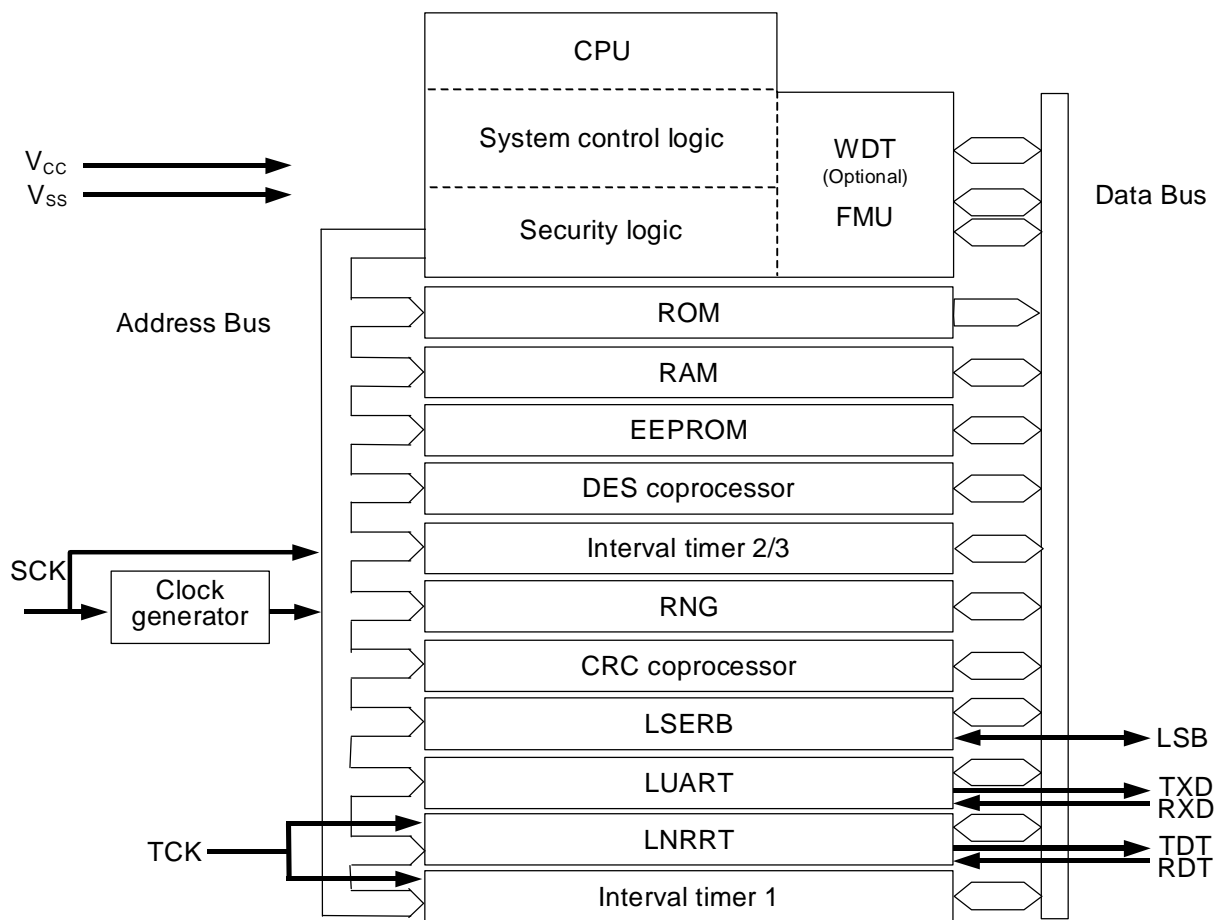 CPU
System control logic
Security logic
WDT
(Optional)
FMU
VCC
VSS
Data Bus
Address Bus
ROM
RAM
EEPROM
DES coprocessor
Interval timer 2/3
SCK
Clock
generator
RNG
CRC coprocessor
LSERB
LSB
LUART
TXD
RXD
TCK
LNRRT
TDT
RDT
Interval timer 1